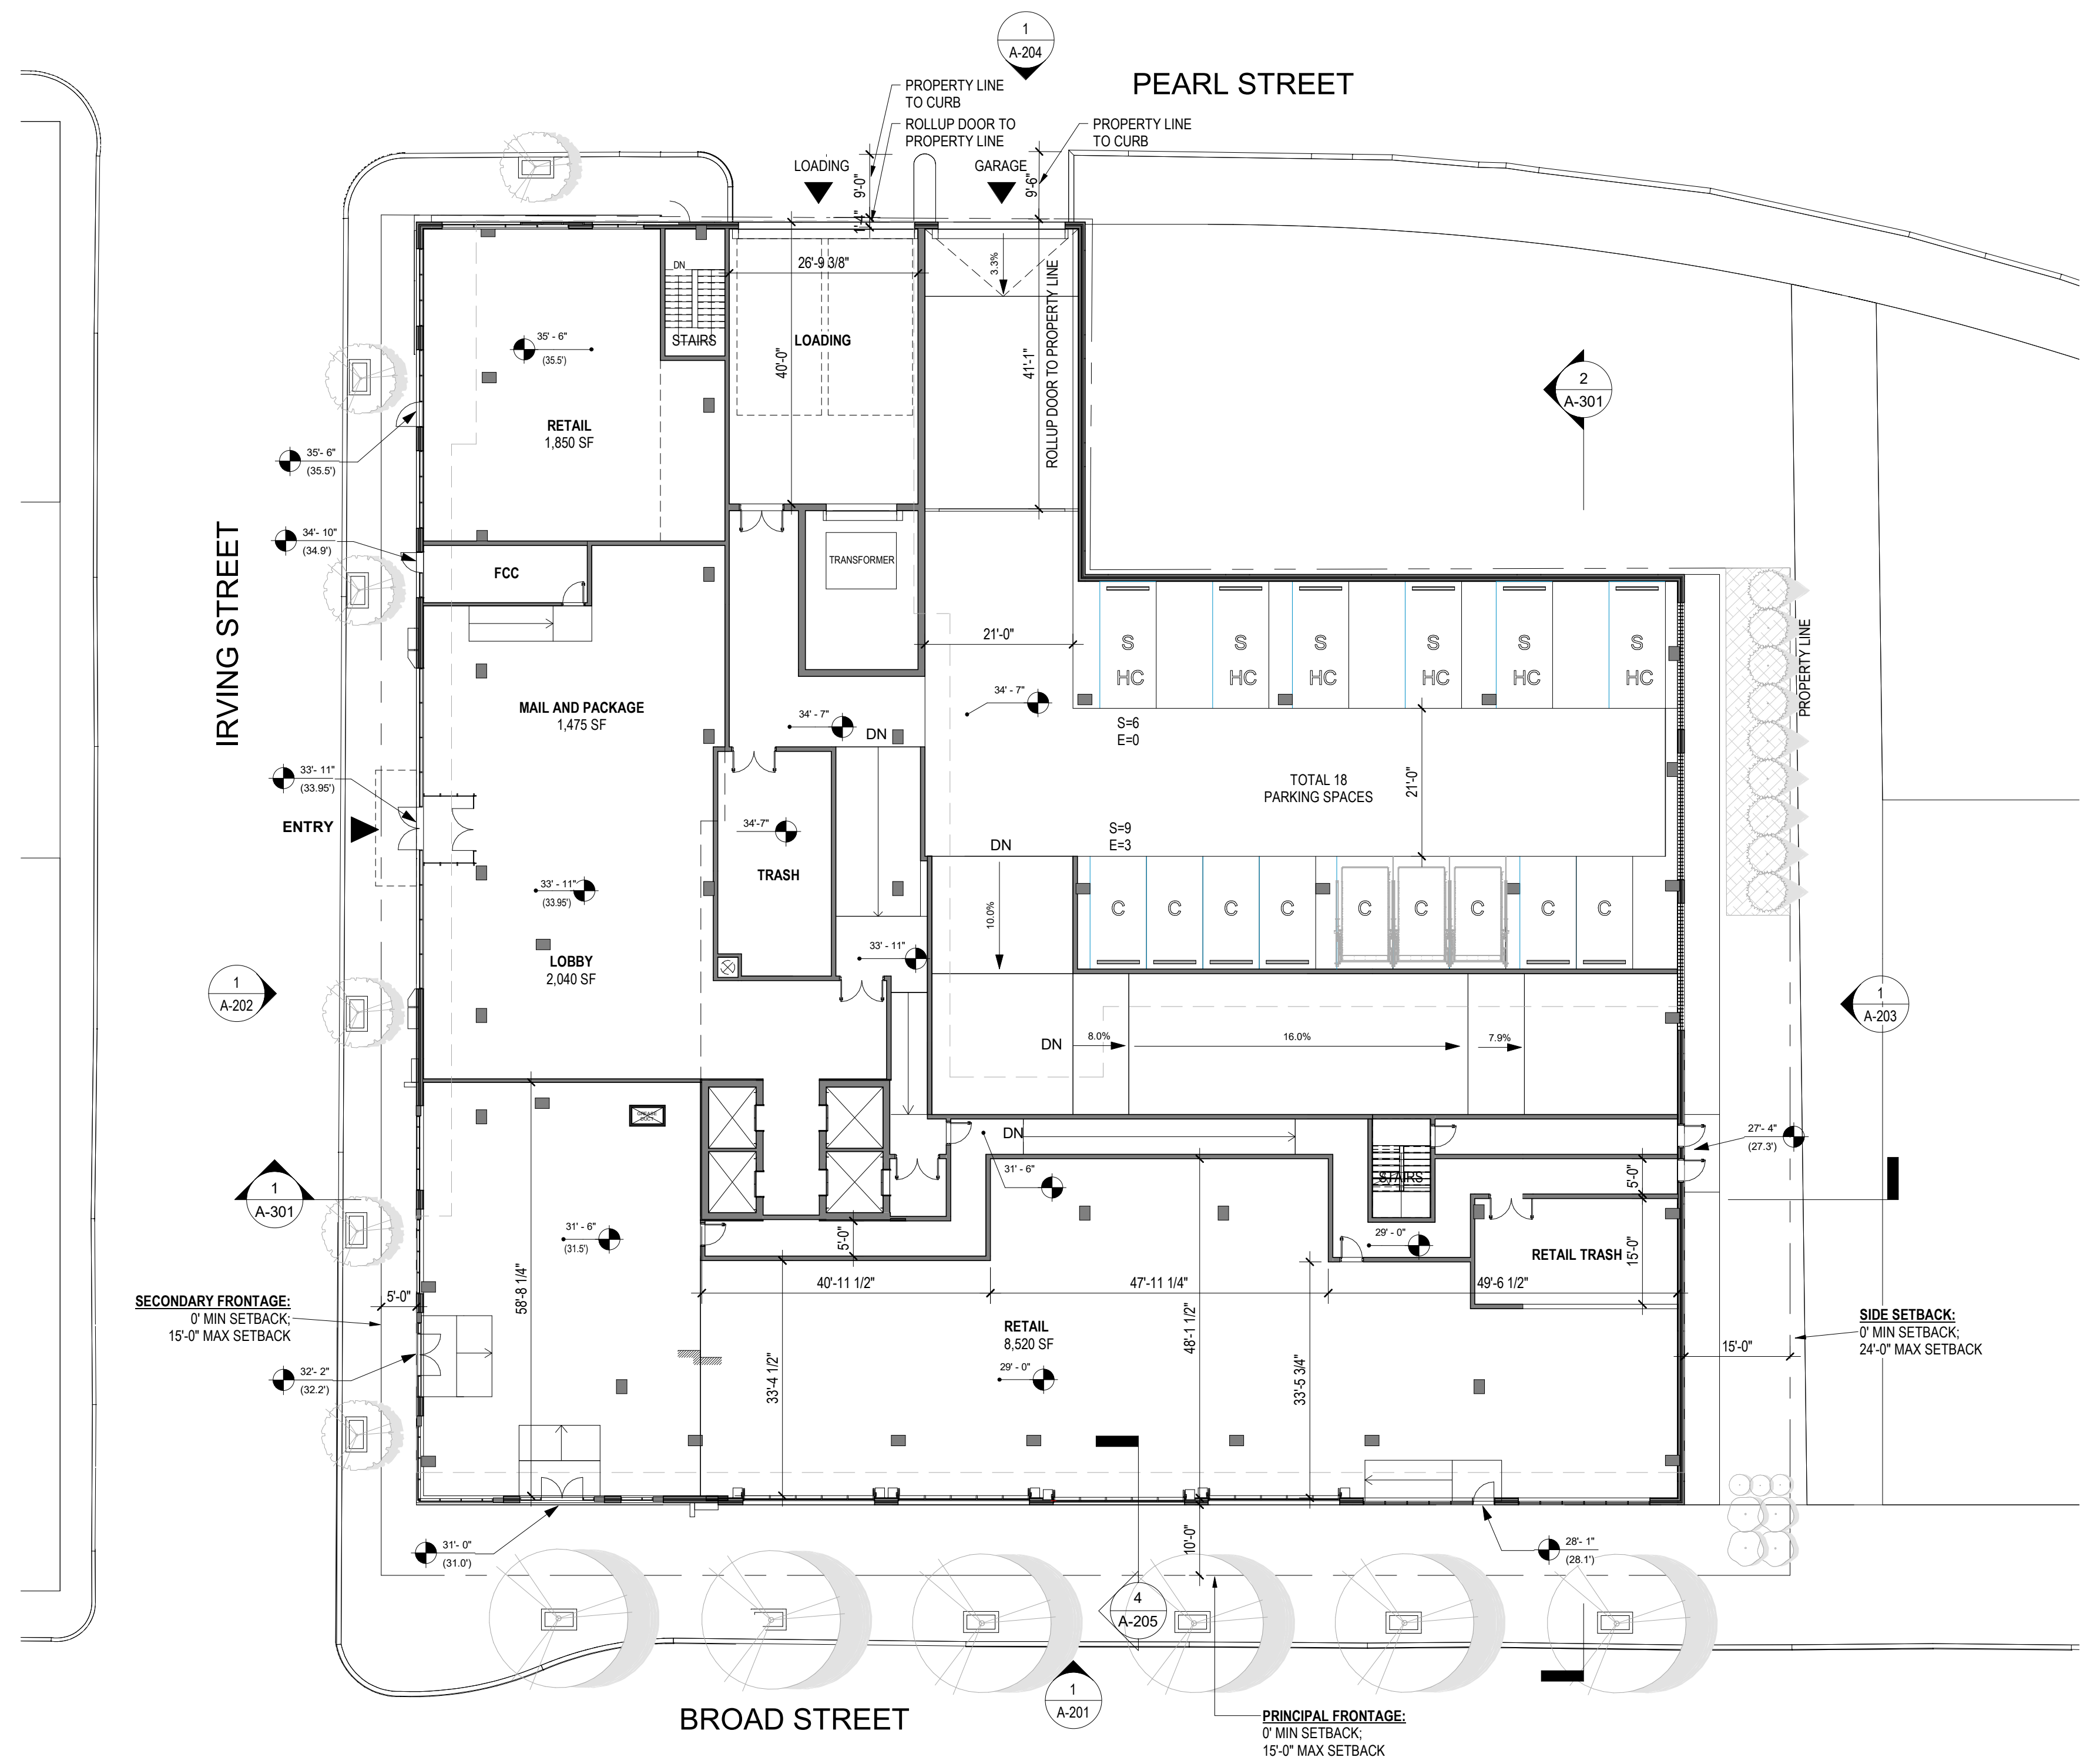 1
A-204
PEARL STREET
PROPERTY LINE
TO CURB
ROLLUP DOOR TO
PROPERTY LINE
PROPERTY LINE
TO CURB
LOADING
GARAGE
9'-0"
9'-6"
1'-4"
26'-9 3/8"
3.3%
DN
STAIRS
LOADING
40'-0"
41'-1"
ROLLUP DOOR TO PROPERTY LINE
2
A-301
35' - 6"
(35.5')
RETAIL
1,850 SF
35'- 6"
(35.5')
34'- 10"
(34.9')
FCC
TRANSFORMER
IRVING STREET
21'-0"
S
HC
S
HC
S
HC
S
HC
S
HC
S
HC
PROPERTY LINE
MAIL AND PACKAGE
1,475 SF
34' - 7"
34' - 7"
DN
S=6
E=0
TOTAL 18
PARKING SPACES
21'-0"
33'- 11"
(33.95')
ENTRY
34'-7"
TRASH
S=9
E=3
DN
10.0%
33' - 11"
(33.95')
C
C
C
C
C
C
C
C
C
33' - 11"
LOBBY
2,040 SF
1
A-202
1
A-203
DN
8.0%
16.0%
7.9%
GREASE
DUCT
DN
27'- 4"
(27.3')
31' - 6"
STAIRS
5'-0"
1
A-301
31' - 6"
(31.5')
5'-0"
29' - 0"
RETAIL TRASH
15'-0"
58'-8 1/4"
40'-11 1/2"
47'-11 1/4"
49'-6 1/2"
SECONDARY FRONTAGE:
0' MIN SETBACK;
15'-0" MAX SETBACK
5'-0"
RETAIL
8,520 SF
48'-1 1/2"
SIDE SETBACK:
0' MIN SETBACK;
24'-0" MAX SETBACK
15'-0"
32'- 2"
(32.2')
33'-4 1/2"
29' - 0"
33'-5 3/4"
31'- 0"
(31.0')
10'-0"
28'- 1"
(28.1')
4
A-205
1
A-201
BROAD STREET
PRINCIPAL FRONTAGE:
0' MIN SETBACK;
15'-0" MAX SETBACK